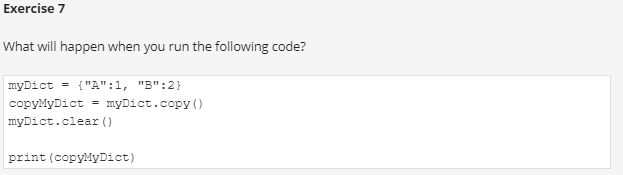 Exercise 7
What will happen when you run the following code?
myDict = {"A":1, "B":2}
copyMyDict = myDict.copy()
myDict.clear()
print(copyMyDict)